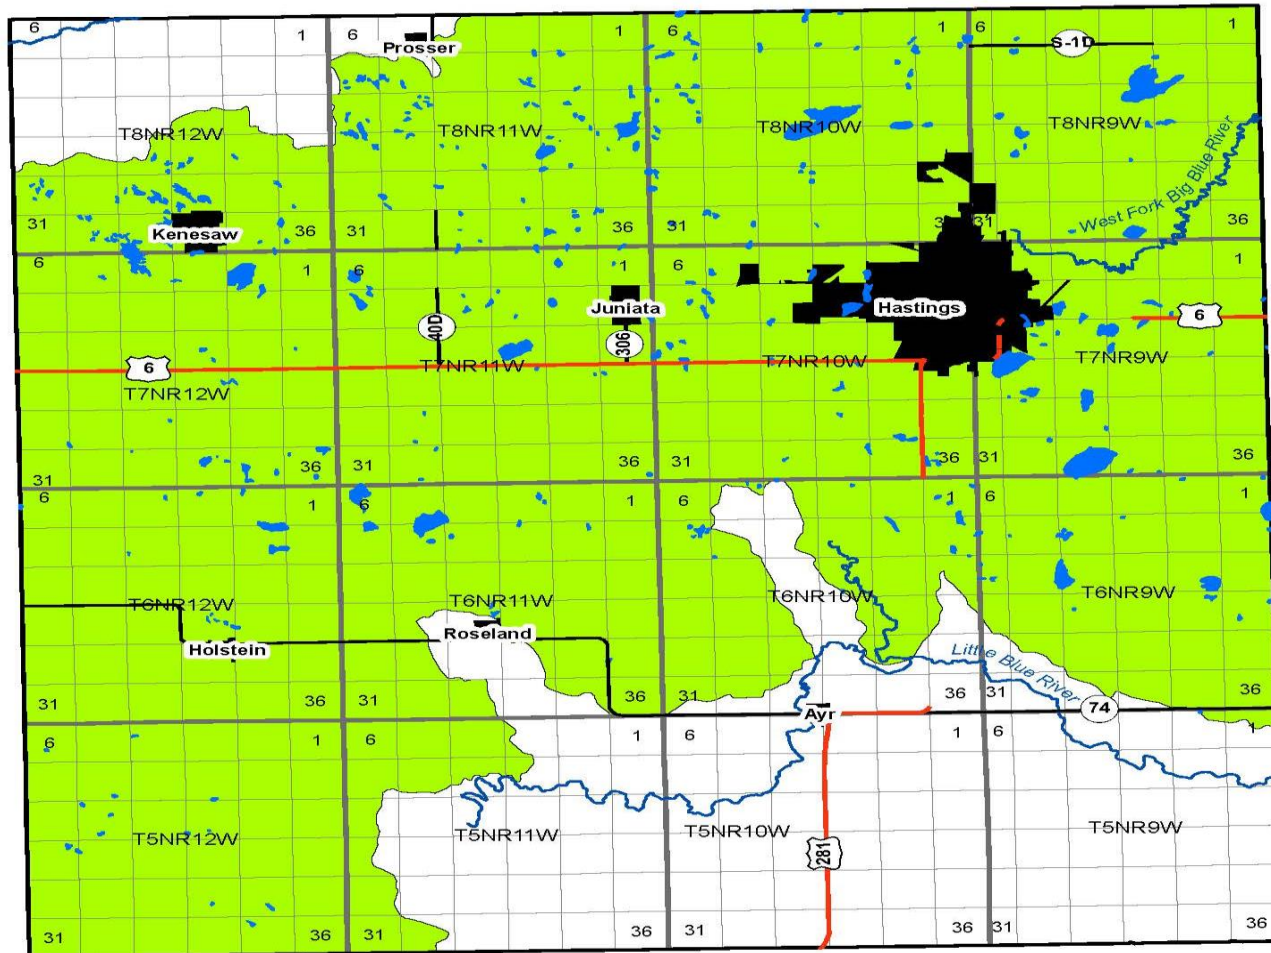 6 1 6 Prosser 1 6 1 6 S-1D 1
T8NR12W T8NR11W T8NR10W T8NR9W
West Fork Big Blue River
31 Kenesaw 36 31 36 31 31 36
6 1 6 1 6 1
Juniata Hastings
40D 306 6
6 T7NR11W T7NR10W T7NR9W
T7NR12W
31 36 31 36 31 36 31 36
6 1 6 1 6 1 6 1
T6NR12W T6NR11W T6NR10W T6NR9W
Holstein Roseland
Little Blue River
31 36 31 36 31 36 31 36
Ayr 74
6 1 6 1 6 1 6 1
T5NR12W T5NR11W T5NR10W T5NR9W
281
31 36 31 36 31 36 31 36